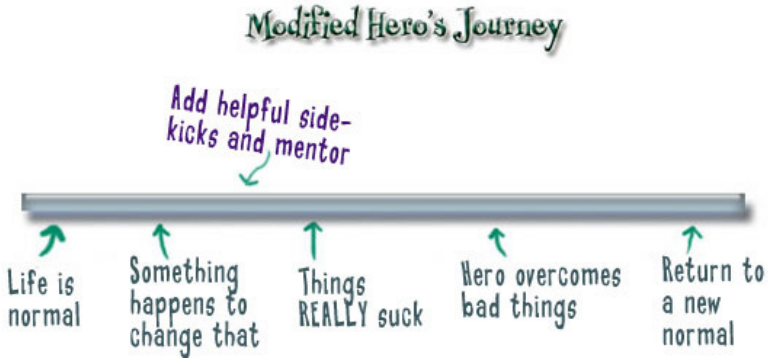 Modified Hero's Journey
Add helpful side-
kicks and mentor
Life is
normal
Something
happens to
change that
Things
REALLY suck
Hero overcomes
bad things
Return to
a new
normal